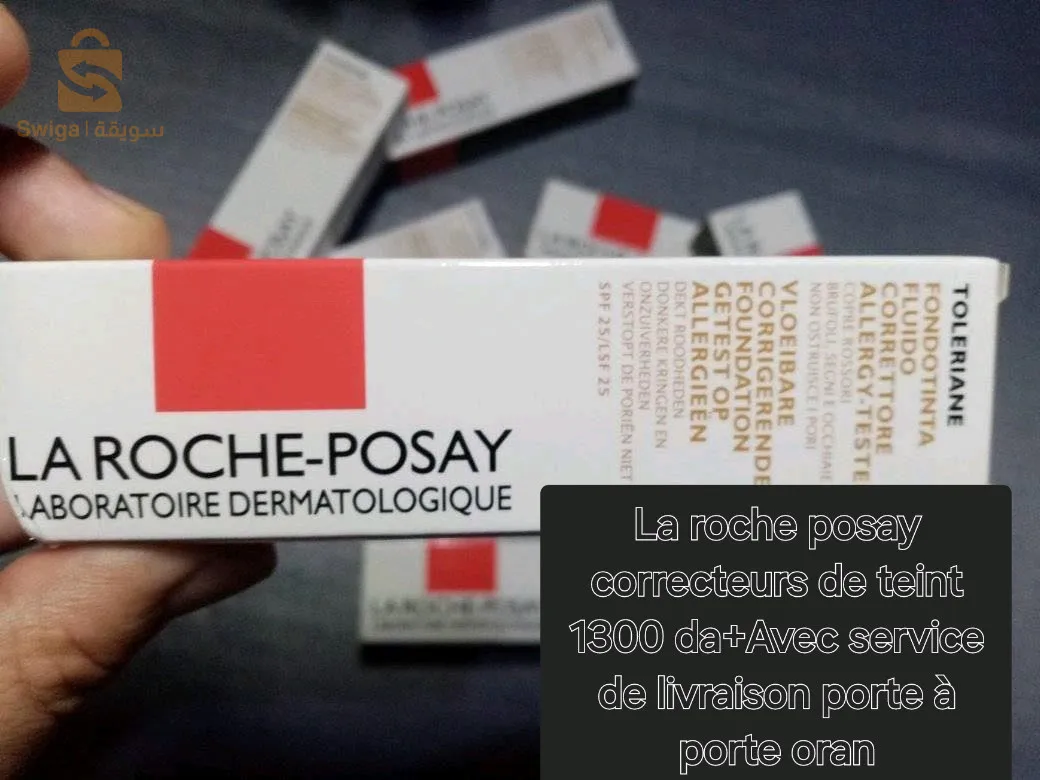 Swiga | سويقة
LA ROCHE-POSAY
LABORATOIRE DERMATOLOGIQUE
TOLERIANE
FONDOTINTA
FLUIDO
CORRETTORE
ALLERGY-TESTE
COPRE ROSSORI
BRUFOLI, SEGNI E OCCHIAIE
NON OSTRUISCE I PORI
VLOEIBARE
CORRIGERENDE
FOUNDATION
GETEST OP
ALLERGIEËN
DEKT ROODHEDEN
DONKERE KRINGEN EN
ONZUIVERHEDEN
VERSTOPT DE PORIËN NIET
SPF 25/LSF 25
La roche posay
correcteurs de teint
1300 da+Avec service
de livraison porte à
porte oran